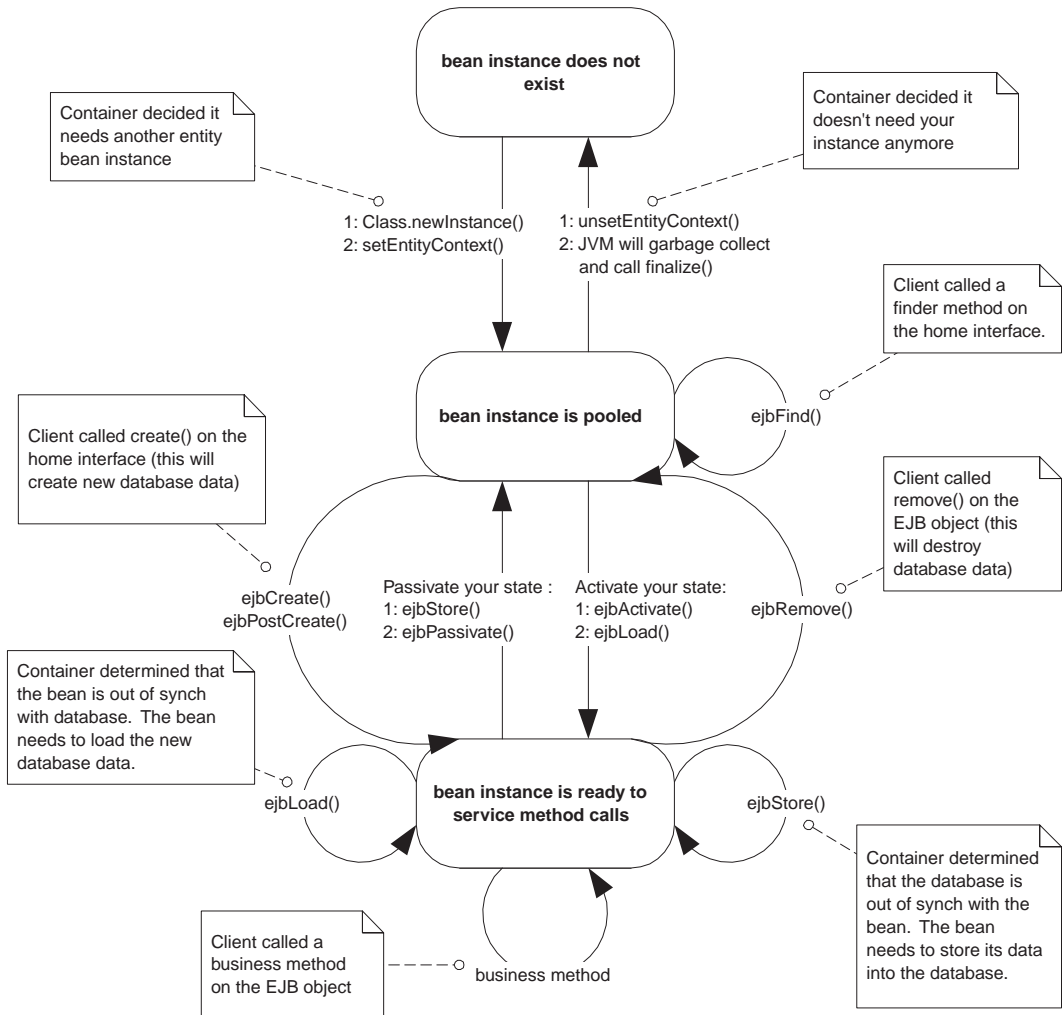 bean instance does not
exist
Container decided it
needs another entity
bean instance
Container decided it
doesn't need your
instance anymore
1: Class.newInstance()
2: setEntityContext()
1: unsetEntityContext()
2: JVM will garbage collect
and call finalize()
Client called a
finder method on
the home interface.
bean instance is pooled
ejbFind()
Client called create() on the
home interface (this will
create new database data)
Client called
remove() on the
EJB object (this
will destroy
database data)
ejbCreate()
ejbPostCreate()
Passivate your state :
1: ejbStore()
2: ejbPassivate()
Activate your state:
1: ejbActivate()
2: ejbLoad()
ejbRemove()
Container determined that
the bean is out of synch
with database. The bean
needs to load the new
database data.
ejbLoad()
bean instance is ready to
service method calls
ejbStore()
Container determined
that the database is
out of synch with the
bean. The bean
needs to store its data
into the database.
Client called a
business method
on the EJB object
business method